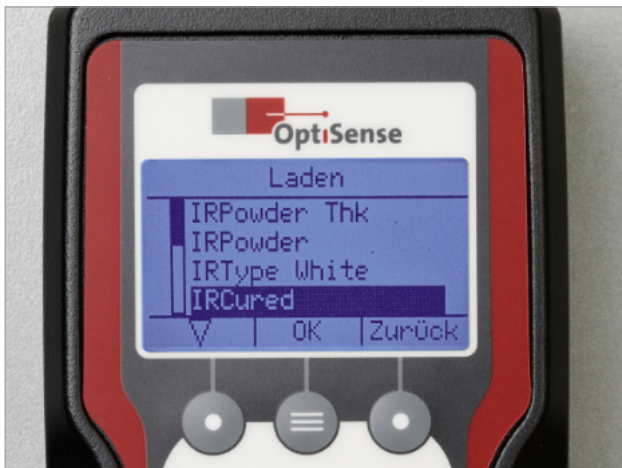 OptiSense
Laden
IRPowder Thk
IRPowder
IRType White
IRCured
OK Zurück